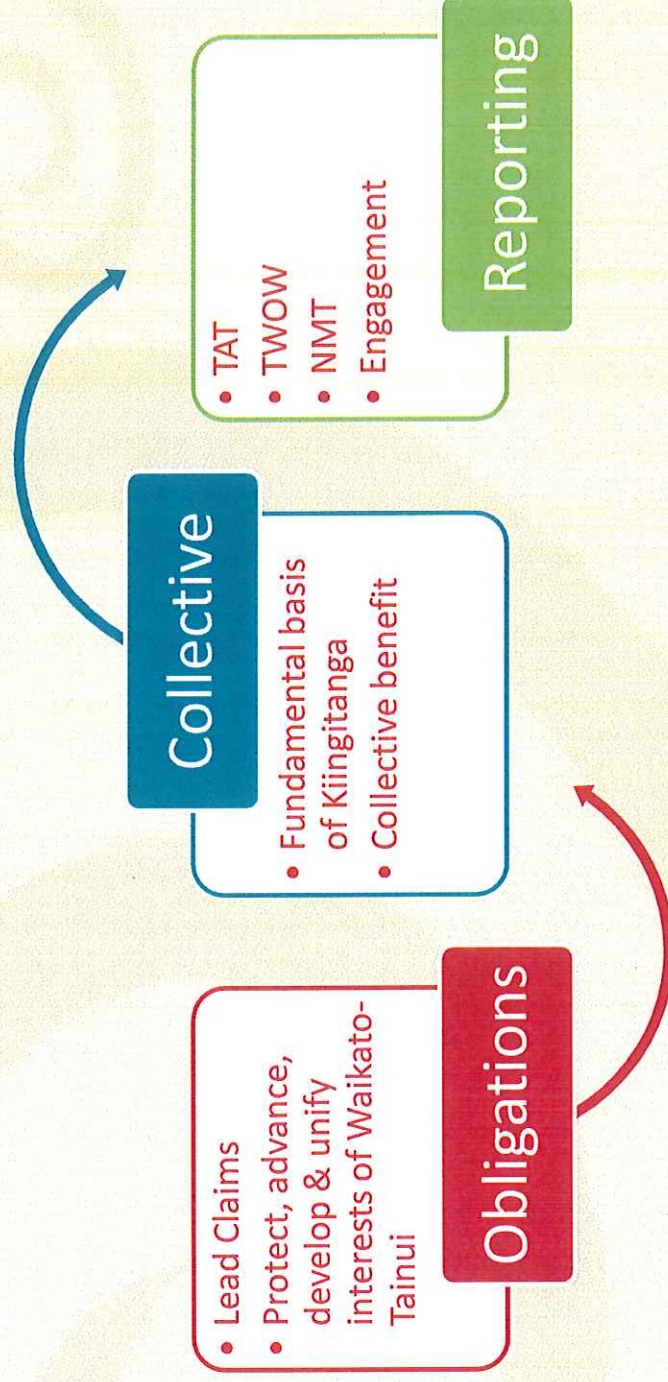 • Lead Claims
• Protect, advance,
develop & unify
interests of Waikato-
Tainui
Obligations
Collective
• Fundamental basis
of Kiingitanga
• Collective benefit
• TAT
• TWOW
• NMT
• Engagement
Reporting